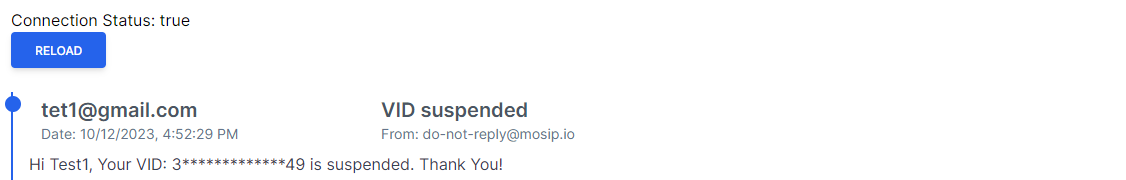 Connection Status: true
RELOAD
tet1@gmail.com VID suspended
Date: 10/12/2023, 4:52:29 PM From: do-not-reply@mosip.io
Hi Test1, Your VID: 3*************49 is suspended. Thank You!